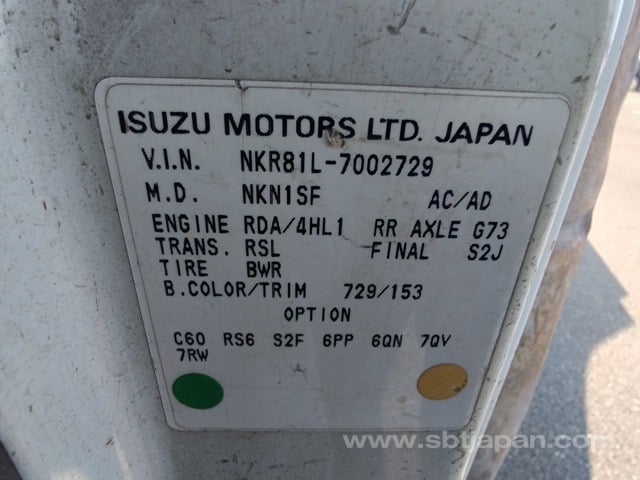 ISUZU MOTORS LTD. JAPAN
V.I.N. NKR81L-7002729
M.D. NKN1SF AC/AD
ENGINE RDA/4HL1 RR AXLE G73
TRANS. RSL FINAL S2J
TIRE BWR
B.COLOR/TRIM 729/153
OPTION
C60 RS6 S2F 6PP 6QN 7QV
7RW
www.sbtjapan.com